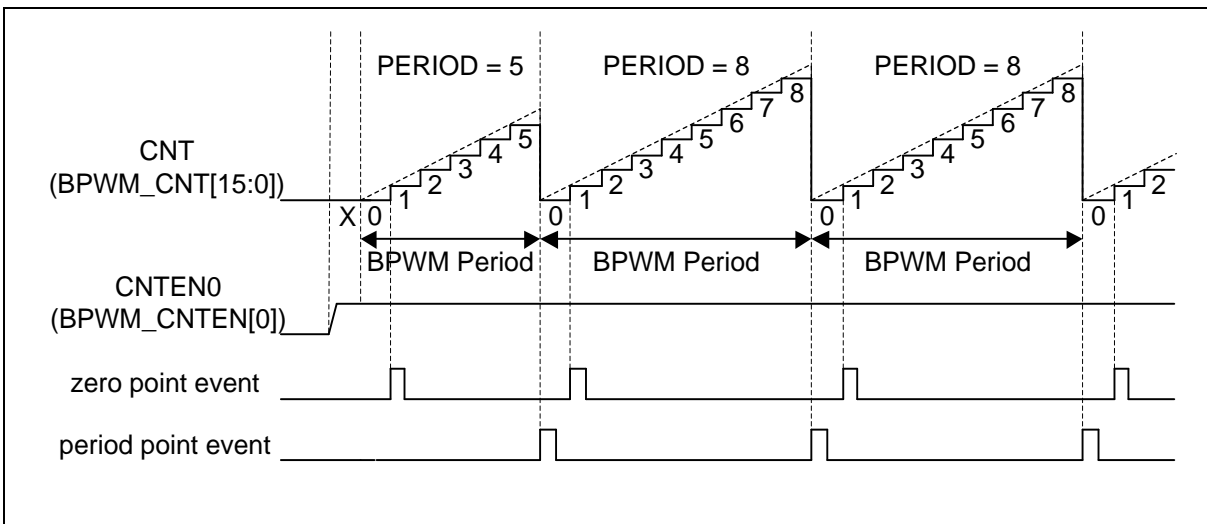 PERIOD = 5 PERIOD = 8 PERIOD = 8
CNT
(BPWM_CNT[15:0])
X 0 1 2 3 4 5 0 1 2 3 4 5 6 7 8 0 1 2 3 4 5 6 7 8 0 1 2
BPWM Period BPWM Period BPWM Period
CNTEN0
(BPWM_CNTEN[0])
zero point event
period point event